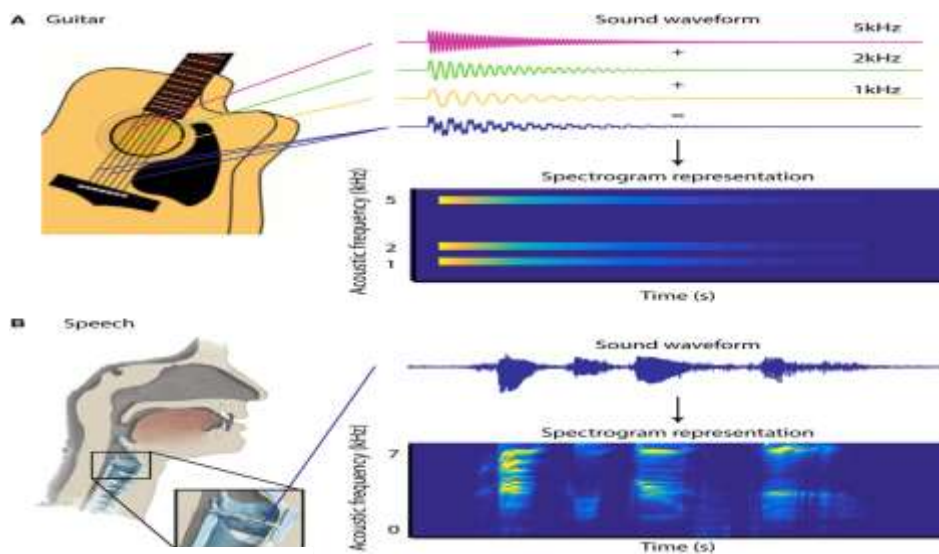 A Guitar
Sound waveform
5kHz
+
2kHz
+
1kHz
=
Spectrogram representation
Acoustic frequency (kHz)
5
2
1
Time (s)
B Speech
Sound waveform
Spectrogram representation
Acoustic frequency (kHz)
7
0
Time (s)